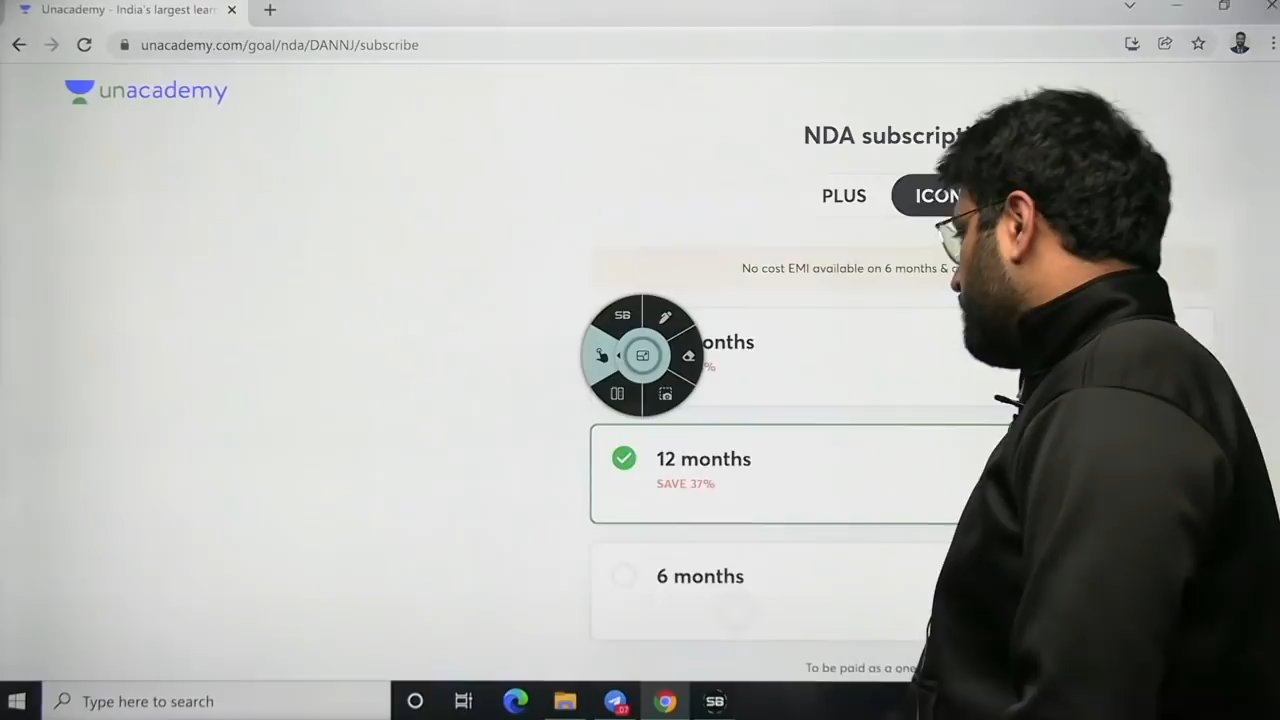 Unacademy - India's largest lear
unacademy.com/goal/nda/DANNJ/subscribe
unacademy
NDA subscripti
PLUS
ICON
No cost EMI available on 6 months &
SB
onths
%
12 months
SAVE 37%
6 months
To be paid as a one
Type here to search
.07
SB